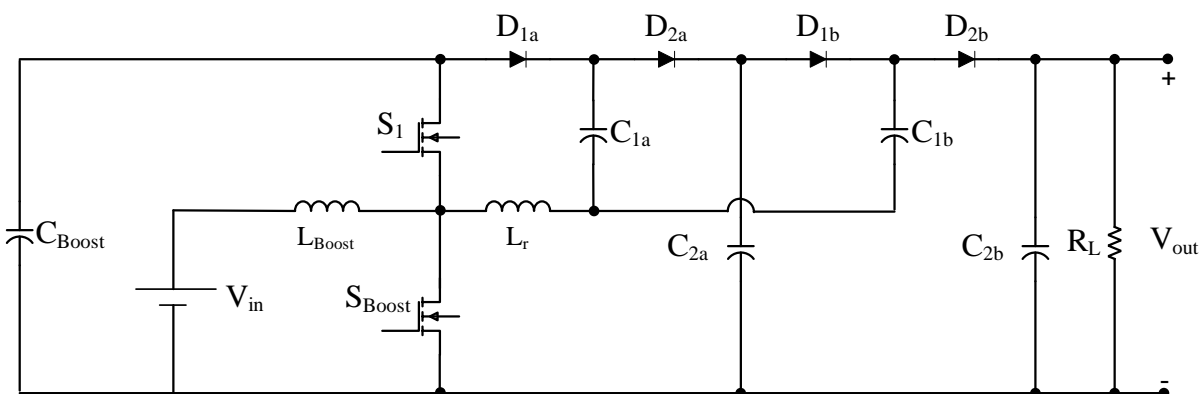 D1a D2a D1b D2b
+
S1
C1a
C1b
CBoost
LBoost
Lr
C2a
C2b
RL
Vout
Vin
SBoost
-